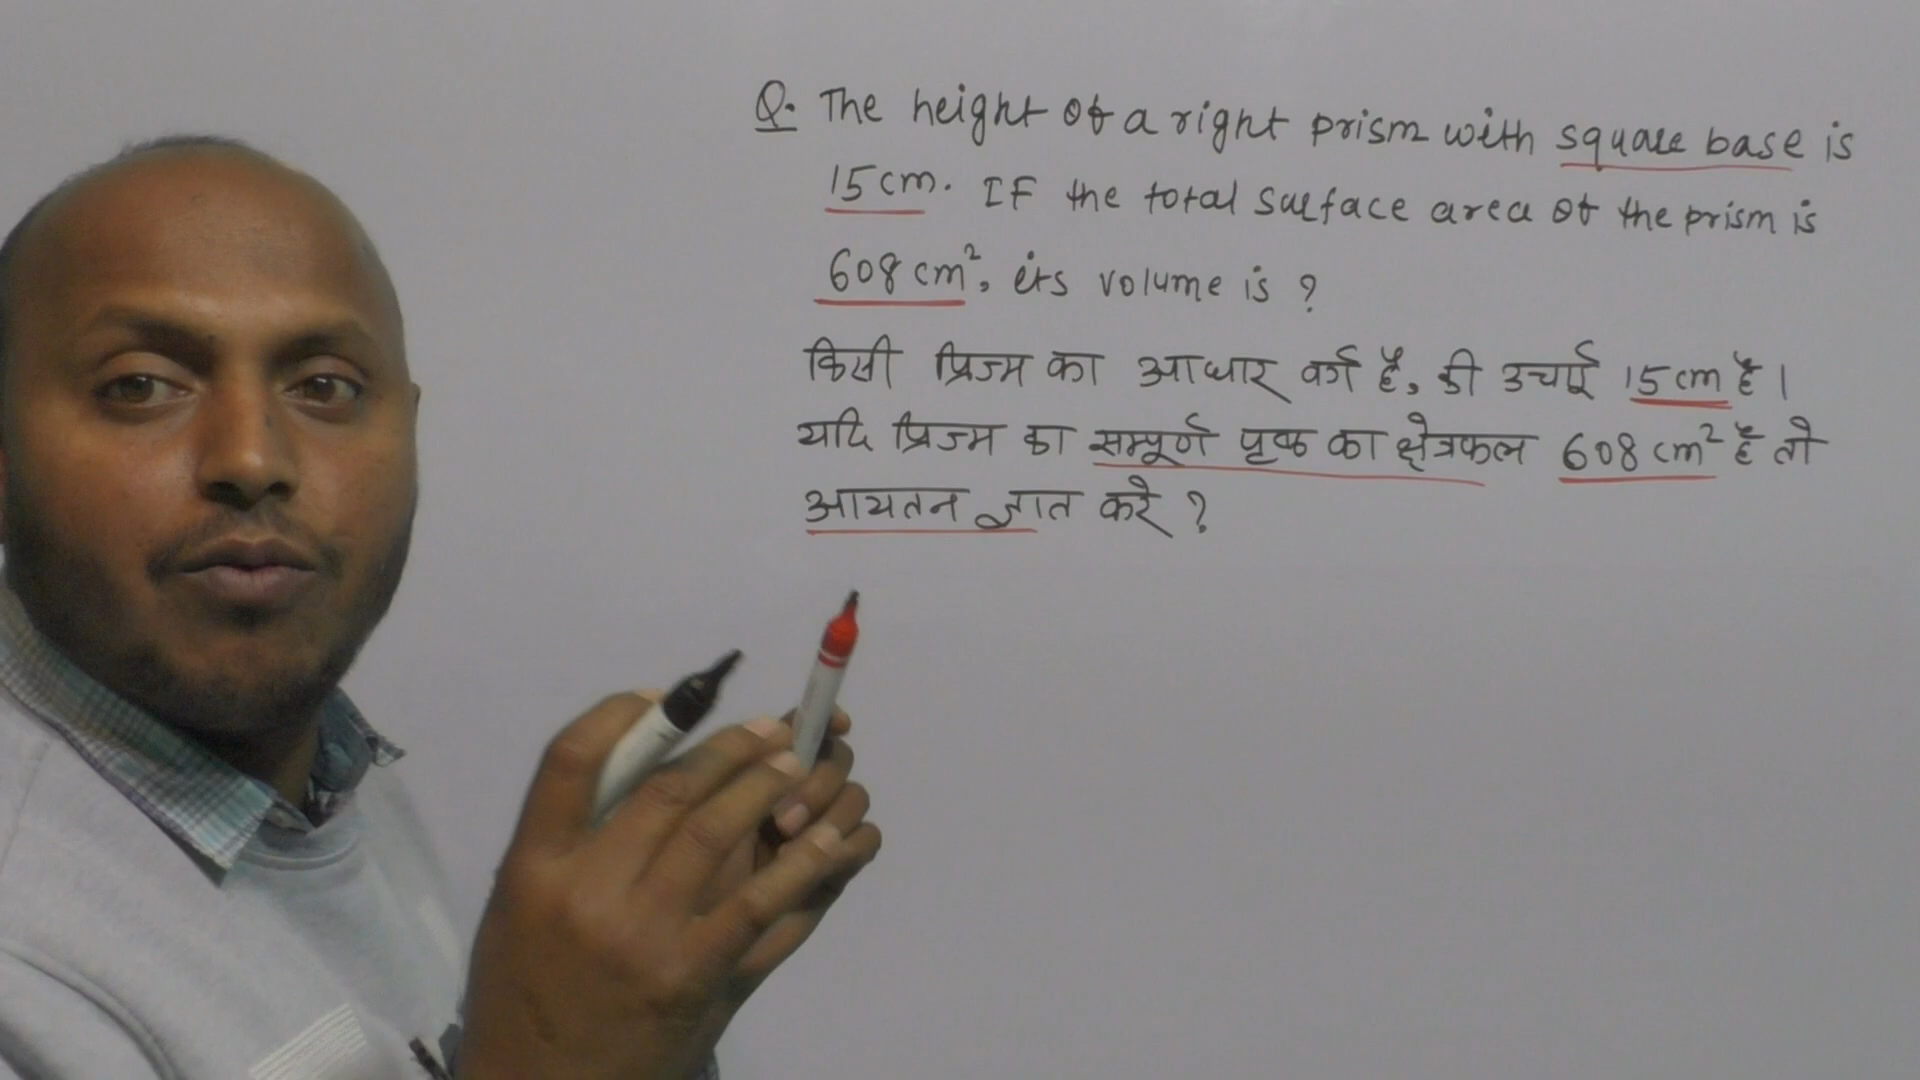 Q. The height of a right prism with square base is
15 cm. If the total surface area of the prism is
608 cm², its volume is ?
किसी प्रिज्म का आधार वर्ग है, की उचाई 15 cm है।
यदि प्रिज्म का सम्पूर्ण पृष्ठ का क्षेत्रफल 608 cm² है तो
आयतन ज्ञात करे ?